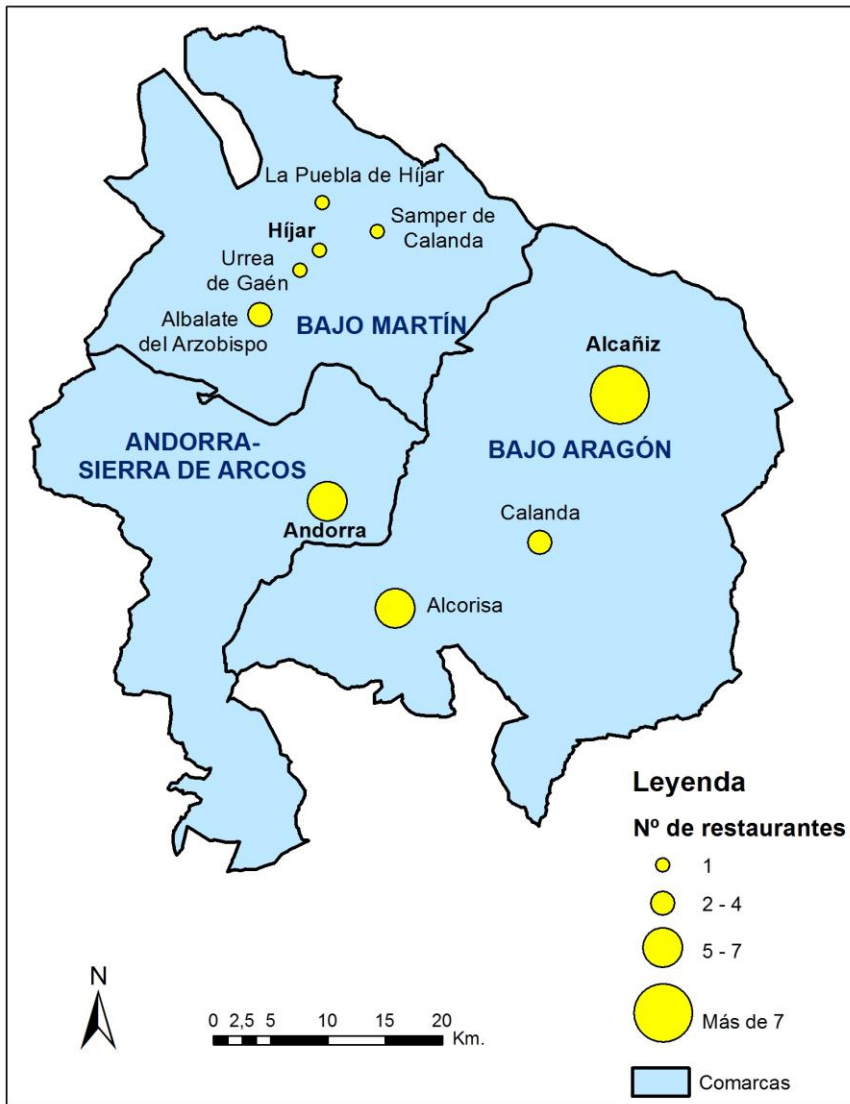 La Puebla de Híjar
Samper de
Calanda
Híjar
Urrea
de Gaén
Albalate
del Arzobispo
BAJO MARTÍN
Alcañiz
ANDORRA-
SIERRA DE ARCOS
BAJO ARAGÓN
Andorra
Calanda
Alcorisa
Leyenda
Nº de restaurantes
1
2 - 4
5 - 7
Más de 7
Comarcas
N
0 2,5 5 10 15 20
Km.